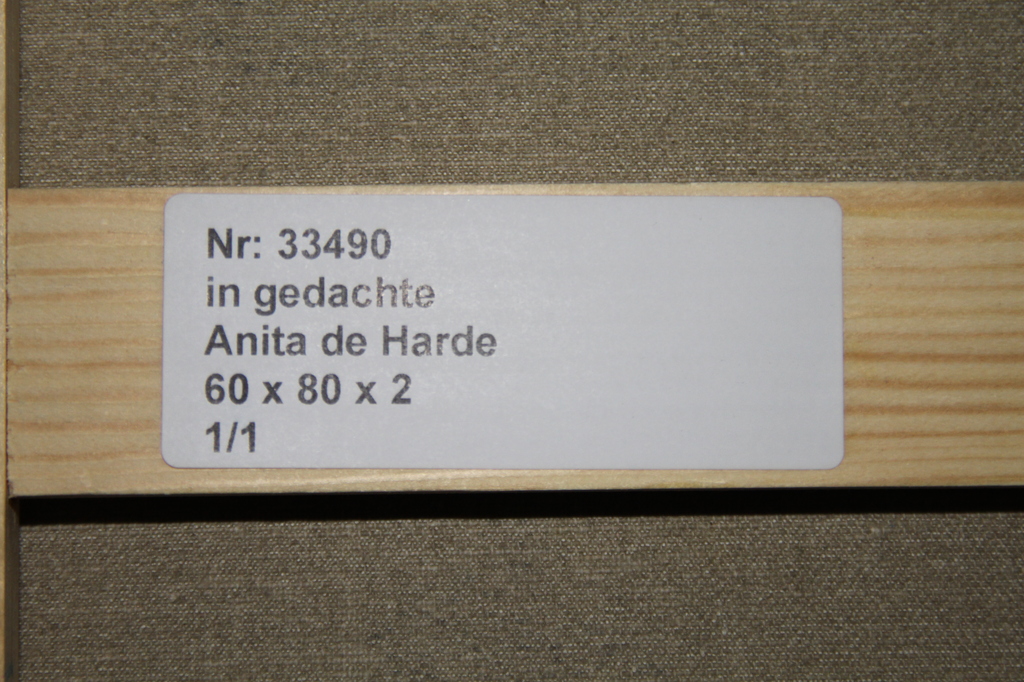 Nr: 33490
in gedachte
Anita de Harde
60 x 80 x 2
1/1